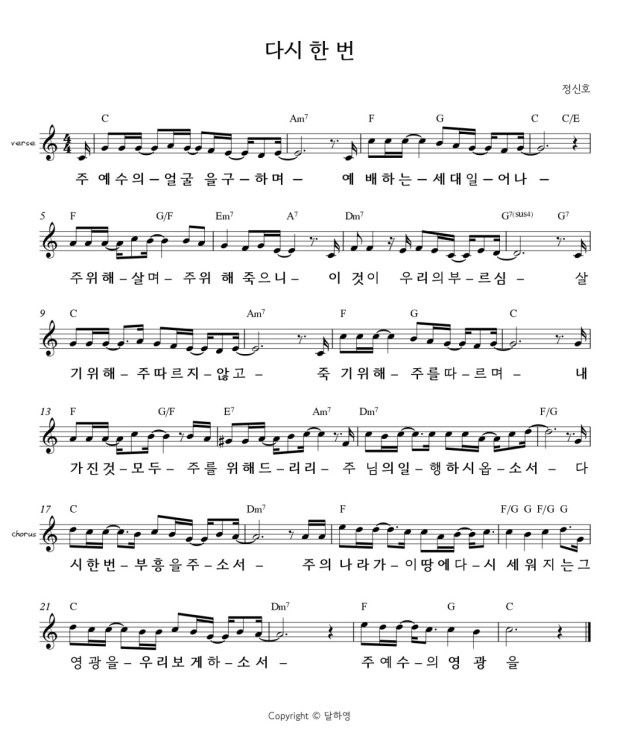 다시 한 번
정신호
C Am7 F G C C/E
verse
주 예수의–얼굴 을구–하며– 예 배하는–세대일–어나–
5 F G/F Em7 A7 Dm7 G7(sus4) G7
주위해–살며–주위 해 죽으니– 이 것이 우리의부–르심– 살
9 C Am7 F G C
기위해–주따르지–않고– 죽 기위해–주를따–르며– 내
13 F G/F E7 Am7 Dm7 F/G
가진것–모두–주를 위해드–리리– 주 님의일–행하시옵–소서– 다
17 C Dm7 F F/G G F/G G
chorus
시한번–부흥을주–소서– 주의 나라가–이땅에다–시 세워지는그
21 C Dm7 F G C
영광을–우리보게하–소서– 주예수–의 영 광 을
Copyright © 달하영